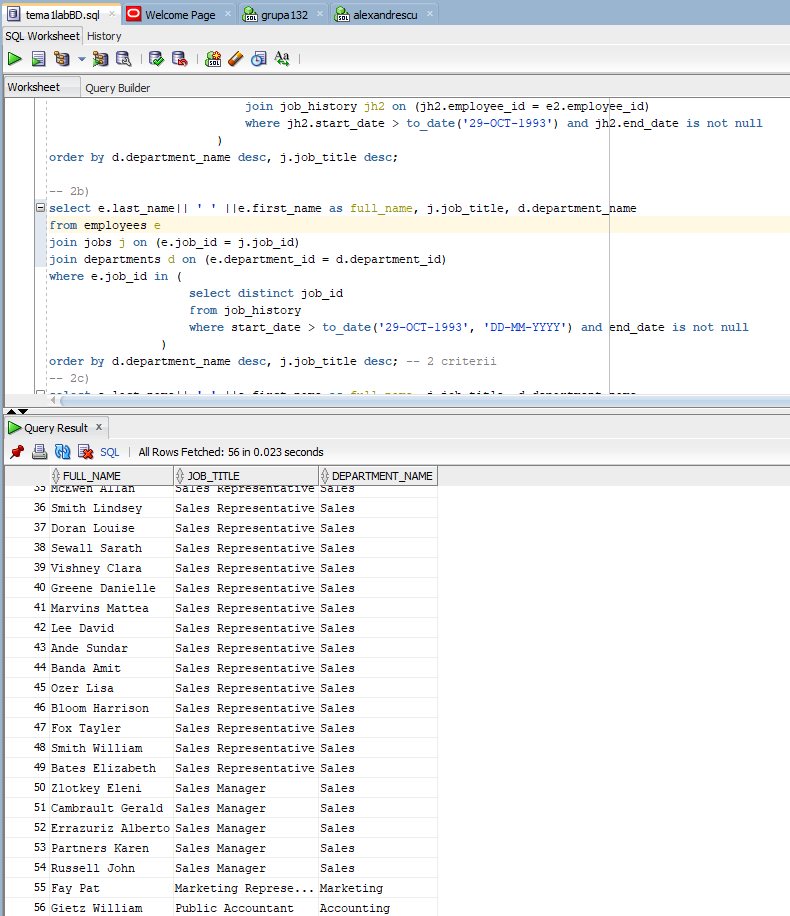 tema1labBD.sql × Welcome Page × grupa132 × alexandrescu ×
SQL Worksheet History
Worksheet Query Builder
join job_history jh2 on (jh2.employee_id = e2.employee_id)
where jh2.start_date > to_date('29-OCT-1993') and jh2.end_date is not null
)
order by d.department_name desc, j.job_title desc;
-- 2b)
select e.last_name|| ' ' ||e.first_name as full_name, j.job_title, d.department_name
from employees e
join jobs j on (e.job_id = j.job_id)
join departments d on (e.department_id = d.department_id)
where e.job_id in (
select distinct job_id
from job_history
where start_date > to_date('29-OCT-1993', 'DD-MM-YYYY') and end_date is not null
)
order by d.department_name desc, j.job_title desc; -- 2 criterii
-- 2c)
select e.last_name|| ' ' ||e.first_name as full_name, j.job_title, d.department_name
Query Result ×
SQL | All Rows Fetched: 56 in 0.023 seconds
FULL_NAME JOB_TITLE DEPARTMENT_NAME
35 McEwen Allan Sales Representative Sales
36 Smith Lindsey Sales Representative Sales
37 Doran Louise Sales Representative Sales
38 Sewall Sarath Sales Representative Sales
39 Vishney Clara Sales Representative Sales
40 Greene Danielle Sales Representative Sales
41 Marvins Mattea Sales Representative Sales
42 Lee David Sales Representative Sales
43 Ande Sundar Sales Representative Sales
44 Banda Amit Sales Representative Sales
45 Ozer Lisa Sales Representative Sales
46 Bloom Harrison Sales Representative Sales
47 Fox Tayler Sales Representative Sales
48 Smith William Sales Representative Sales
49 Bates Elizabeth Sales Representative Sales
50 Zlotkey Eleni Sales Manager Sales
51 Cambrault Gerald Sales Manager Sales
52 Errazuriz Alberto Sales Manager Sales
53 Partners Karen Sales Manager Sales
54 Russell John Sales Manager Sales
55 Fay Pat Marketing Represe... Marketing
56 Gietz William Public Accountant Accounting